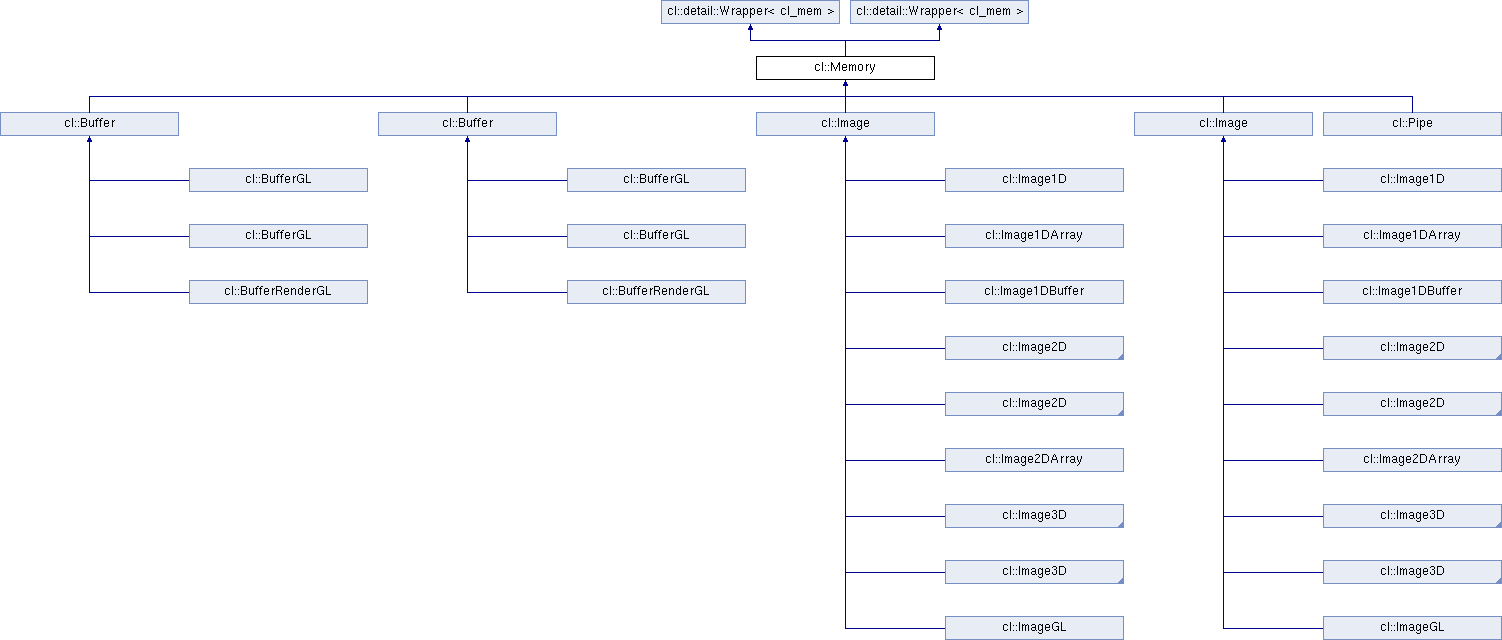 cl::detail::Wrapper< cl_mem > cl::detail::Wrapper< cl_mem >
cl::Memory
cl::Buffer cl::Buffer cl::Image cl::Image cl::Pipe
cl::BufferGL cl::BufferGL cl::Image1D cl::Image1D
cl::BufferGL cl::BufferGL cl::Image1DArray cl::Image1DArray
cl::BufferRenderGL cl::BufferRenderGL cl::Image1DBuffer cl::Image1DBuffer
cl::Image2D cl::Image2D
cl::Image2D cl::Image2D
cl::Image2DArray cl::Image2DArray
cl::Image3D cl::Image3D
cl::Image3D cl::Image3D
cl::ImageGL cl::ImageGL